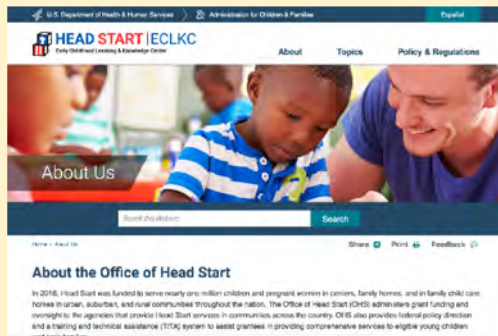 U.S. Department of Health & Human Services Administration for Children & Families Español
HEAD START | ECLKC
Early Childhood Learning & Knowledge Center
About Topics Policy & Regulations
About Us
Search this Website Search
Home » About Us Share Print Feedback
About the Office of Head Start
In 2016, Head Start was funded to serve nearly one million children and pregnant women in centers, family homes, and in family child care
homes in urban, suburban, and rural communities throughout the nation. The Office of Head Start (OHS) administers grant funding and
oversight to the agencies that provide Head Start services in communities across the country. OHS also provides federal policy direction
and a training and technical assistance (T/TA) system to assist grantees in providing comprehensive services to eligible young children